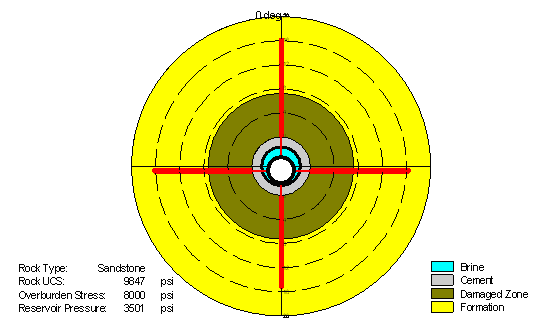 0 deg
Rock Type: Sandstone
Rock UCS: 9847 psi
Overburden Stress: 8000 psi
Reservoir Pressure: 3501 psi
Brine
Cement
Damaged Zone
Formation